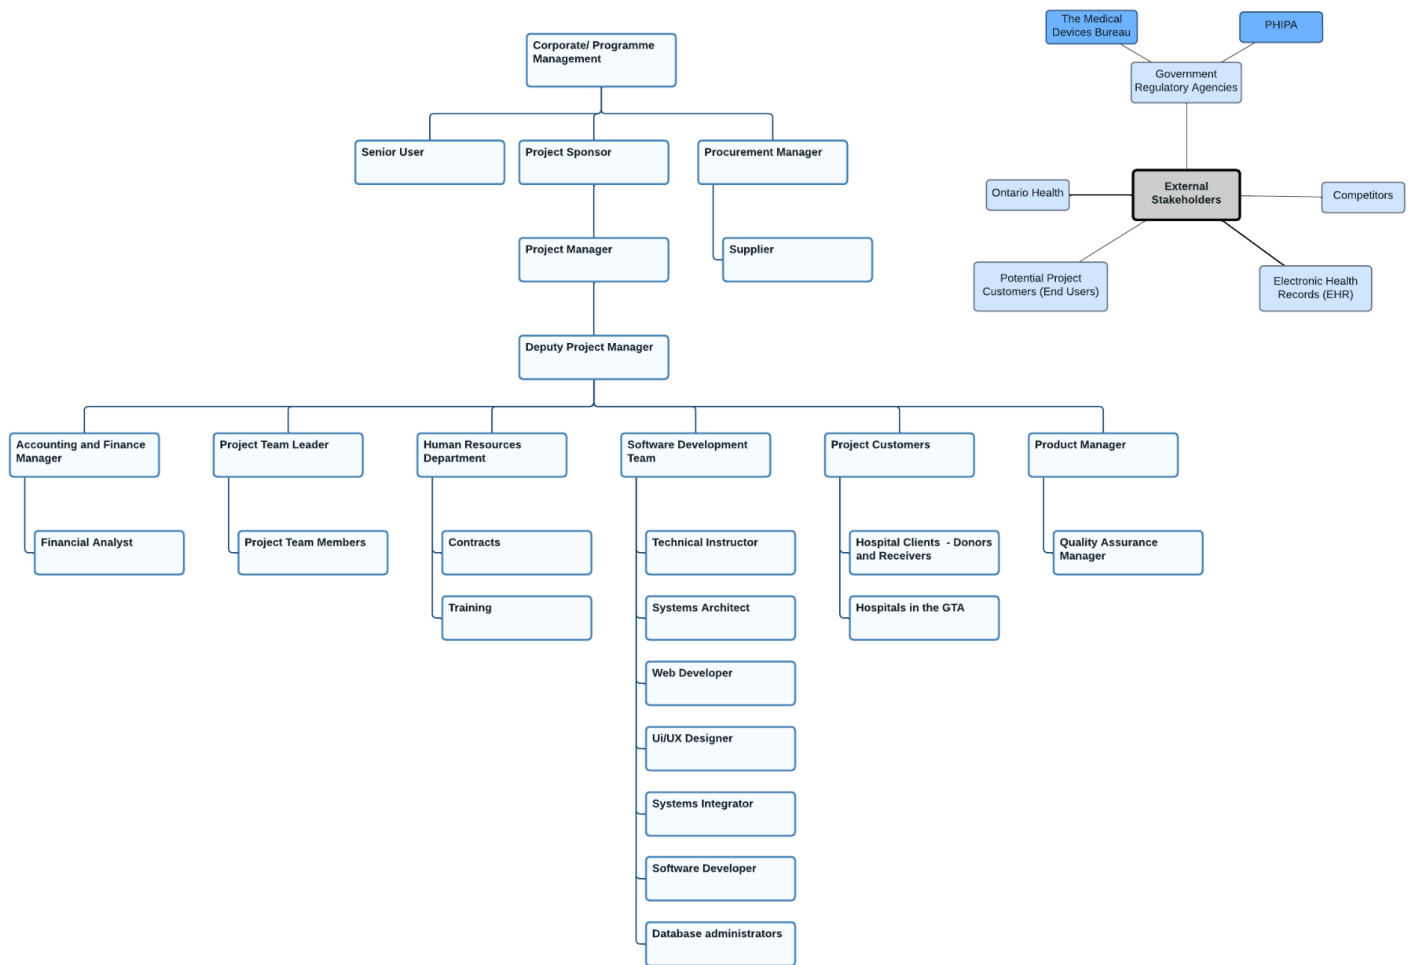 Corporate/ Programme
Management
Senior User
Project Sponsor
Procurement Manager
Project Manager
Supplier
Deputy Project Manager
Accounting and Finance
Manager
Financial Analyst
Project Team Leader
Project Team Members
Human Resources
Department
Contracts
Training
Software Development
Team
Technical Instructor
Systems Architect
Web Developer
Ui/UX Designer
Systems Integrator
Software Developer
Database administrators
Project Customers
Hospital Clients  - Donors
and Receivers
Hospitals in the GTA
Product Manager
Quality Assurance
Manager
The Medical
Devices Bureau
PHIPA
Government
Regulatory Agencies
Ontario Health
External
Stakeholders
Competitors
Potential Project
Customers (End Users)
Electronic Health
Records (EHR)